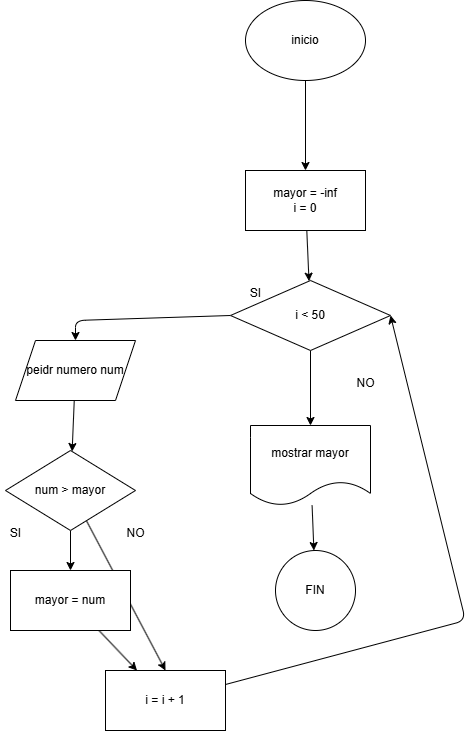 inicio
mayor = -inf
i = 0
SI
i < 50
peidr numero num
NO
mostrar mayor
num > mayor
SI
NO
mayor = num
FIN
i = i + 1